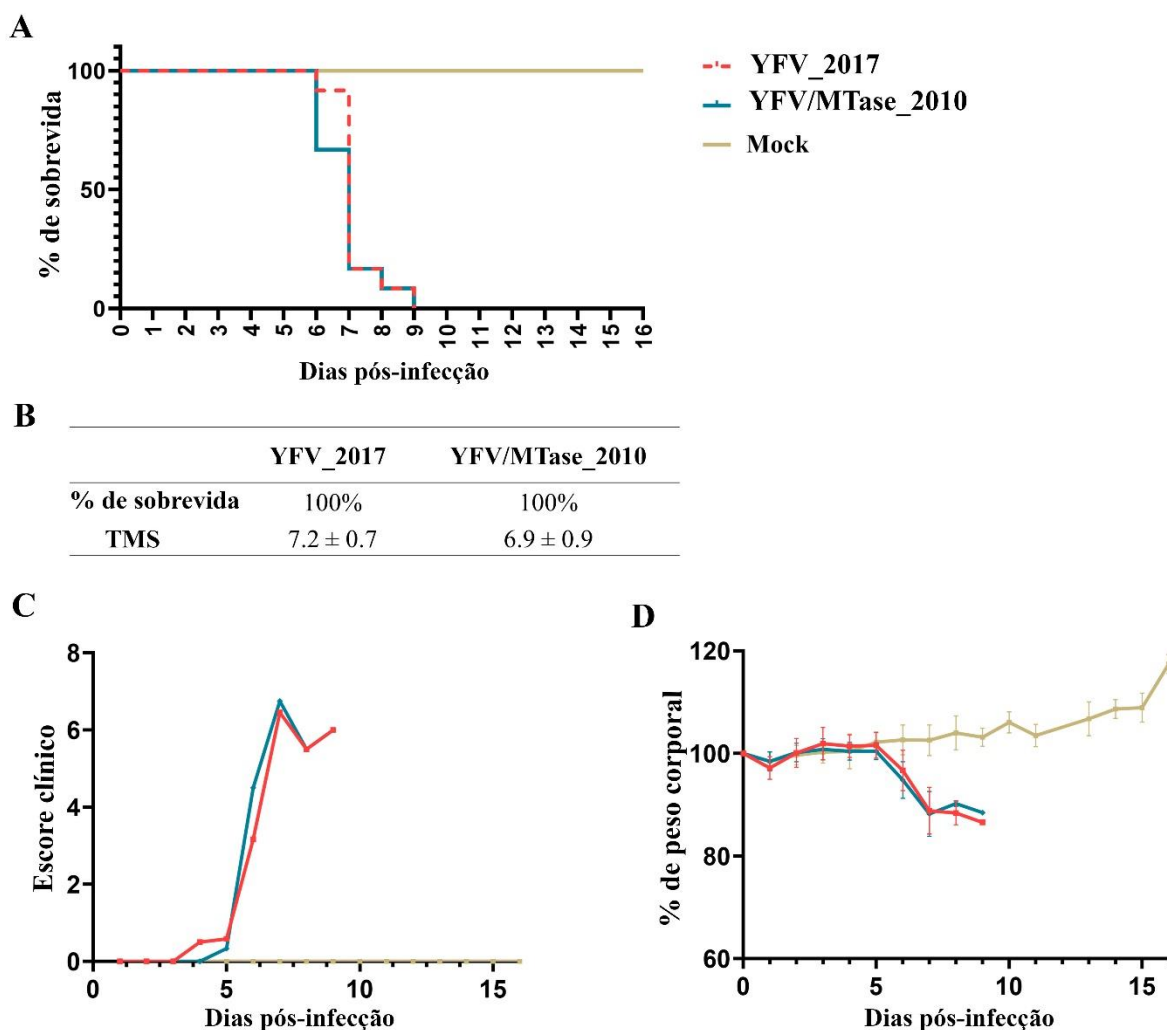 A
100
50
0
% de sobrevida
0 1 2 3 4 5 6 7 8 9 10 11 12 13 14 15 16
Dias pós-infecção
YFV_2017
YFV/MTase_2010
Mock
B
YFV_2017 YFV/MTase_2010
% de sobrevida 100% 100%
TMS 7.2 ± 0.7 6.9 ± 0.9
C
8
6
4
2
0
Escore clínico
0 5 10 15
Dias pós-infecção
D
120
100
80
60
% de peso corporal
0 5 10 15
Dias pós-infecção